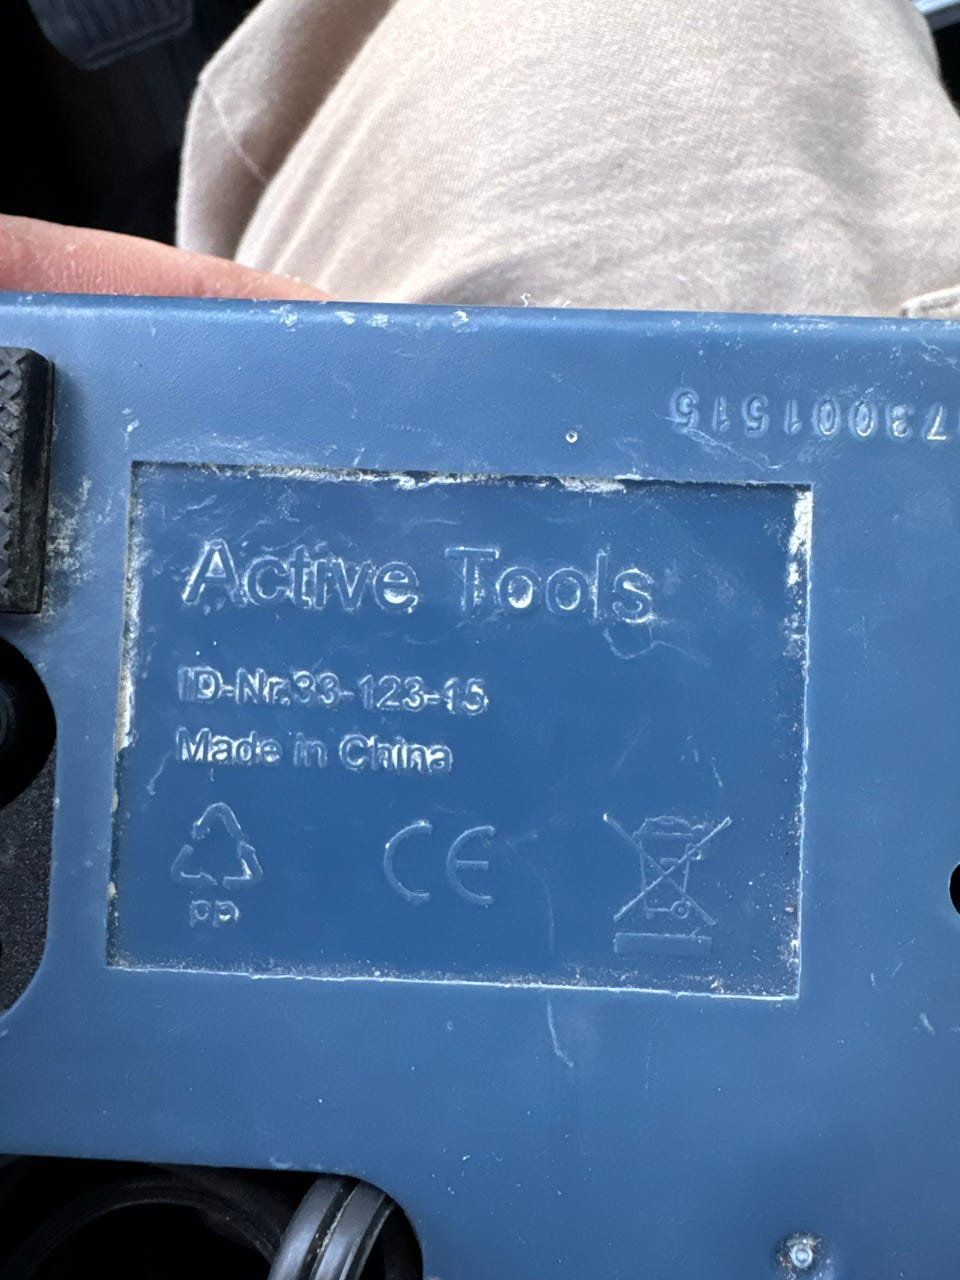 Active Tools
ID-Nr.33-123-15
Made in China
PP
CE